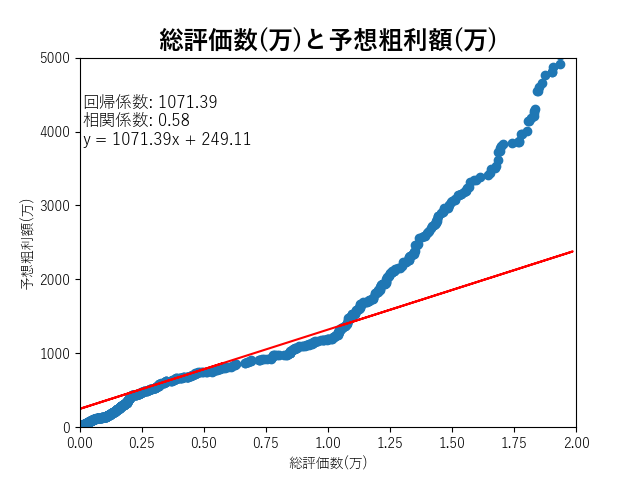 総評価数(万)と予想粗利額(万)
回帰係数: 1071.39
相関係数: 0.58
y = 1071.39x + 249.11
予想粗利額(万)
5000
4000
3000
2000
1000
0
0.00 0.25 0.50 0.75 1.00 1.25 1.50 1.75 2.00
総評価数(万)